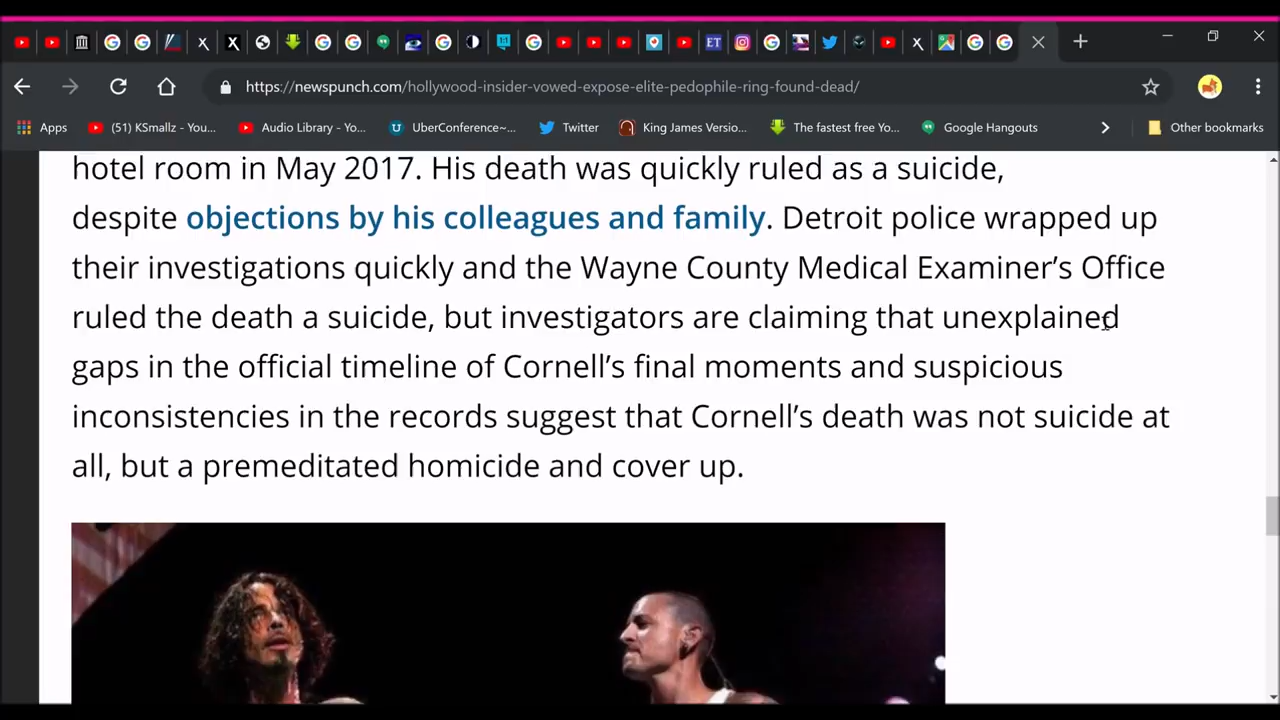 ET
https://newspunch.com/hollywood-insider-vowed-expose-elite-pedophile-ring-found-dead/
Apps (51) KSmallz - You... Audio Library - Yo... UberConference~... Twitter King James Versio... The fastest free Yo... Google Hangouts Other bookmarks
hotel room in May 2017. His death was quickly ruled as a suicide,
despite objections by his colleagues and family. Detroit police wrapped up
their investigations quickly and the Wayne County Medical Examiner’s Office
ruled the death a suicide, but investigators are claiming that unexplained
gaps in the official timeline of Cornell’s final moments and suspicious
inconsistencies in the records suggest that Cornell’s death was not suicide at
all, but a premeditated homicide and cover up.